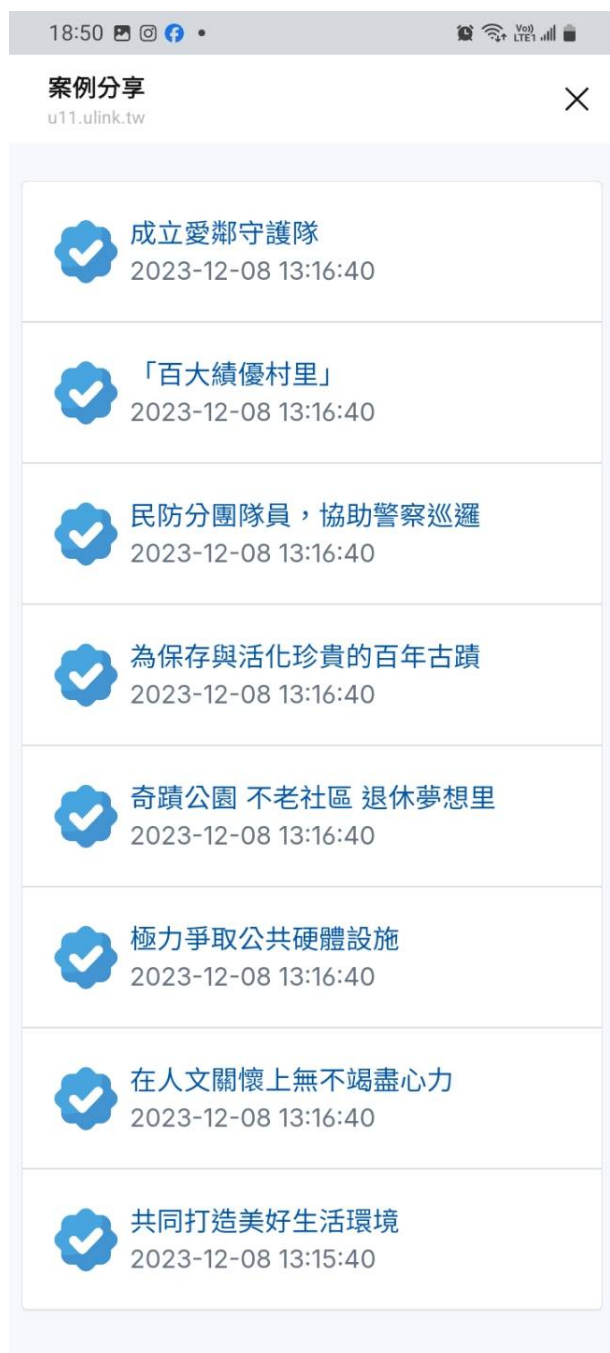 18:50
VoI) LTE1
案例分享
u11.ulink.tw
成立愛鄰守護隊
2023-12-08 13:16:40
「百大績優村里」
2023-12-08 13:16:40
民防分團隊員，協助警察巡邏
2023-12-08 13:16:40
為保存與活化珍貴的百年古蹟
2023-12-08 13:16:40
奇蹟公園 不老社區 退休夢想里
2023-12-08 13:16:40
極力爭取公共硬體設施
2023-12-08 13:16:40
在人文關懷上無不竭盡心力
2023-12-08 13:16:40
共同打造美好生活環境
2023-12-08 13:15:40